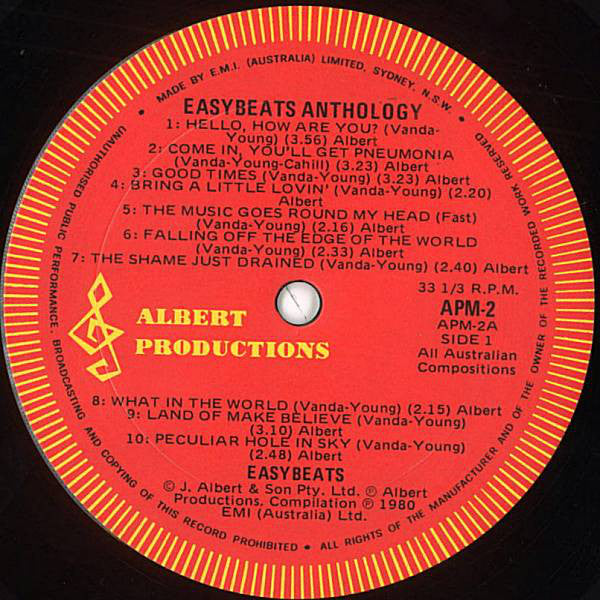 MADE BY E.M.I. (AUSTRALIA) LIMITED, SYDNEY, N.S.W. •
EASYBEATS ANTHOLOGY
1: HELLO, HOW ARE YOU? (Vanda-
Young) (3.56) Albert
2: COME IN, YOU'LL GET PNEUMONIA
(Vanda-Young-Cahill) (3.23) Albert
3: GOOD TIMES (Vanda-Young) (3.23) Albert
4: BRING A LITTLE LOVIN' (Vanda-Young) (2.20)
Albert
5: THE MUSIC GOES ROUND MY HEAD (Fast)
(Vanda-Young) (2.16) Albert
6: FALLING OFF THE EDGE OF THE WORLD
(Vanda-Young) (2.33) Albert
7: THE SHAME JUST DRAINED (Vanda-Young) (2.40) Albert
33 1/3 R.P.M.
APM-2
APM-2A
SIDE 1
All Australian
Compositions
ALBERT
PRODUCTIONS
8: WHAT IN THE WORLD (Vanda-Young) (2.15) Albert
9: LAND OF MAKE BELIEVE (Vanda-Young)
(3.10) Albert
10: PECULIAR HOLE IN SKY (Vanda-Young)
(2.48) Albert
EASYBEATS
© J. Albert & Son Pty. Ltd. ℗ Albert
Productions. Compilation ℗ 1980
EMI (Australia) Ltd.
UNAUTHORISED PUBLIC PERFORMANCE, BROADCASTING AND COPYING OF THIS RECORD PROHIBITED • ALL RIGHTS OF THE MANUFACTURER AND OF THE OWNER OF THE RECORDED WORK RESERVED